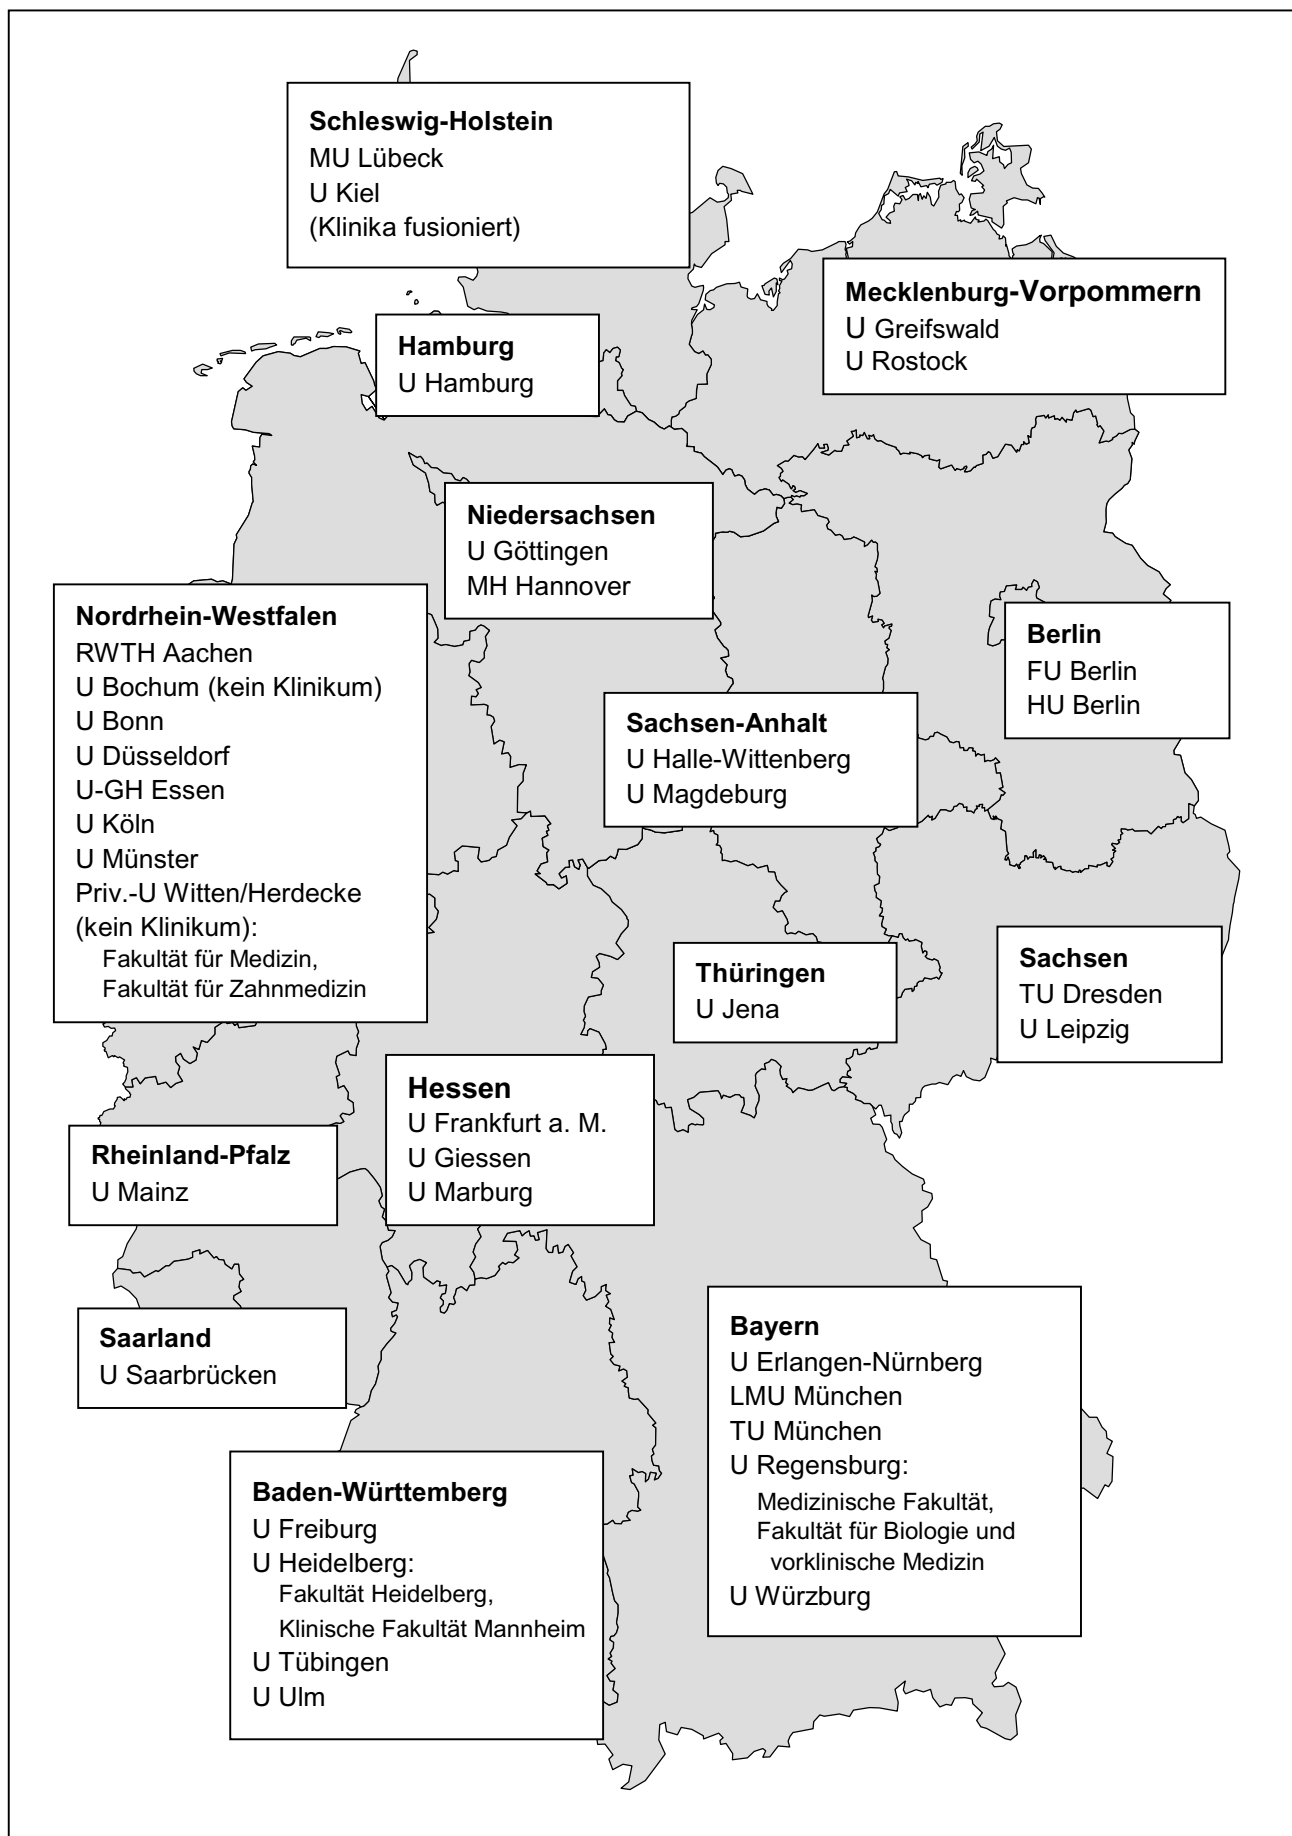 Schleswig-Holstein
MU Lübeck
U Kiel
(Klinika fusioniert)
Mecklenburg-Vorpommern
U Greifswald
U Rostock
Hamburg
U Hamburg
Niedersachsen
U Göttingen
MH Hannover
Nordrhein-Westfalen
RWTH Aachen
U Bochum (kein Klinikum)
U Bonn
U Düsseldorf
U-GH Essen
U Köln
U Münster
Priv.-U Witten/Herdecke
(kein Klinikum):
Fakultät für Medizin,
Fakultät für Zahnmedizin
Berlin
FU Berlin
HU Berlin
Sachsen-Anhalt
U Halle-Wittenberg
U Magdeburg
Thüringen
U Jena
Sachsen
TU Dresden
U Leipzig
Hessen
U Frankfurt a. M.
U Giessen
U Marburg
Rheinland-Pfalz
U Mainz
Saarland
U Saarbrücken
Bayern
U Erlangen-Nürnberg
LMU München
TU München
U Regensburg:
Medizinische Fakultät,
Fakultät für Biologie und
vorklinische Medizin
U Würzburg
Baden-Württemberg
U Freiburg
U Heidelberg:
Fakultät Heidelberg,
Klinische Fakultät Mannheim
U Tübingen
U Ulm